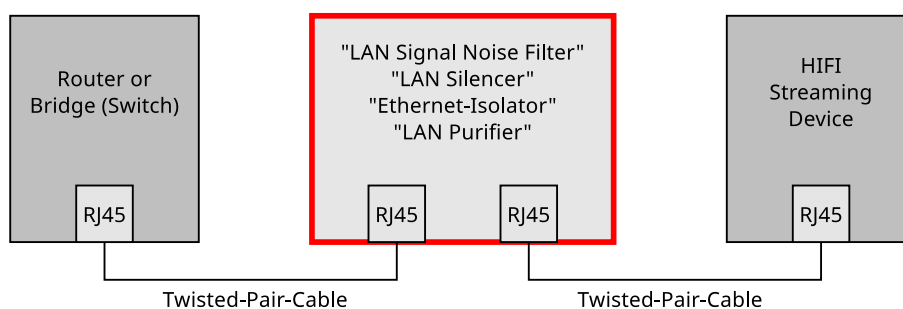 Router or
Bridge (Switch)
RJ45
"LAN Signal Noise Filter"
"LAN Silencer"
"Ethernet-Isolator"
"LAN Purifier"
RJ45
RJ45
HIFI
Streaming
Device
RJ45
Twisted-Pair-Cable
Twisted-Pair-Cable